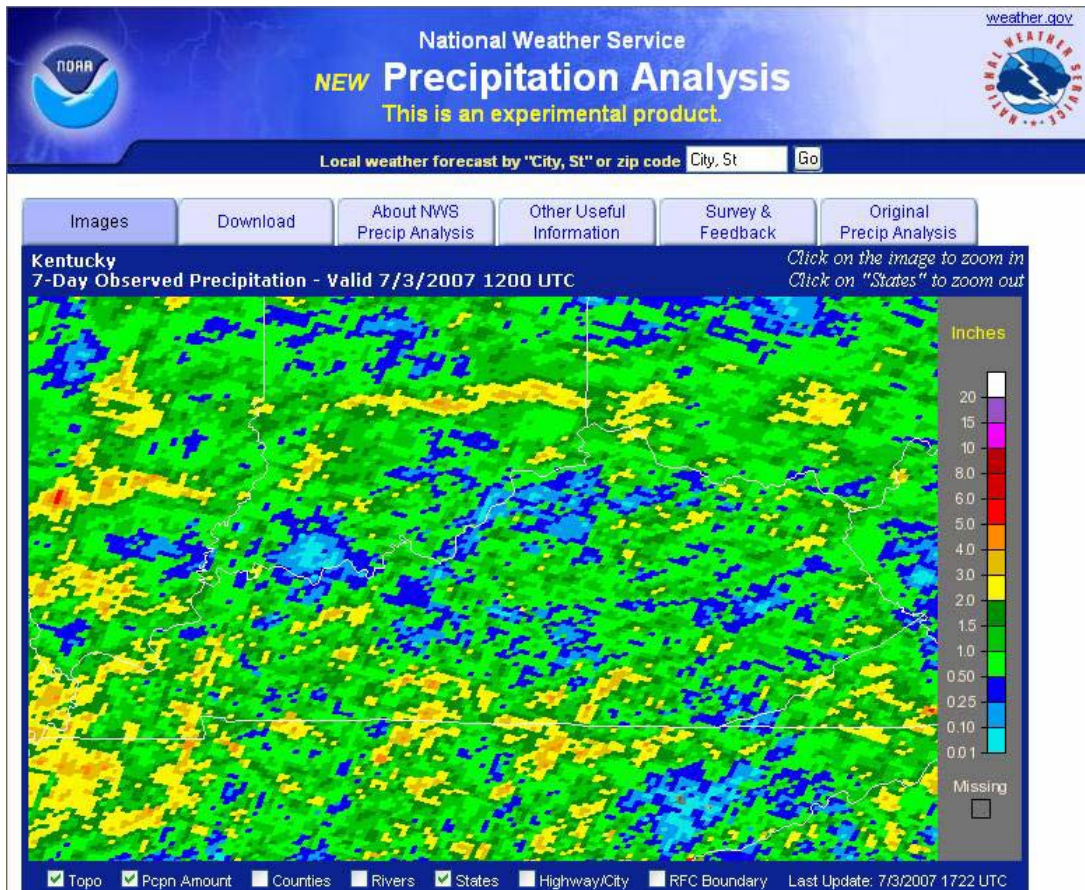 weather.gov
NOAA
National Weather Service
NEW Precipitation Analysis
This is an experimental product.
NATIONAL WEATHER SERVICE
Local weather forecast by "City, St" or zip code City, St Go
Images
Download
About NWS
Precip Analysis
Other Useful
Information
Survey &
Feedback
Original
Precip Analysis
Kentucky
7-Day Observed Precipitation - Valid 7/3/2007 1200 UTC
Click on the image to zoom in
Click on "States" to zoom out
Inches
20
15
10
8.0
6.0
5.0
4.0
3.0
2.0
1.5
1.0
0.50
0.25
0.10
0.01
Missing
Topo Pcpn Amount Counties Rivers States Highway/City RFC Boundary Last Update: 7/3/2007 1722 UTC